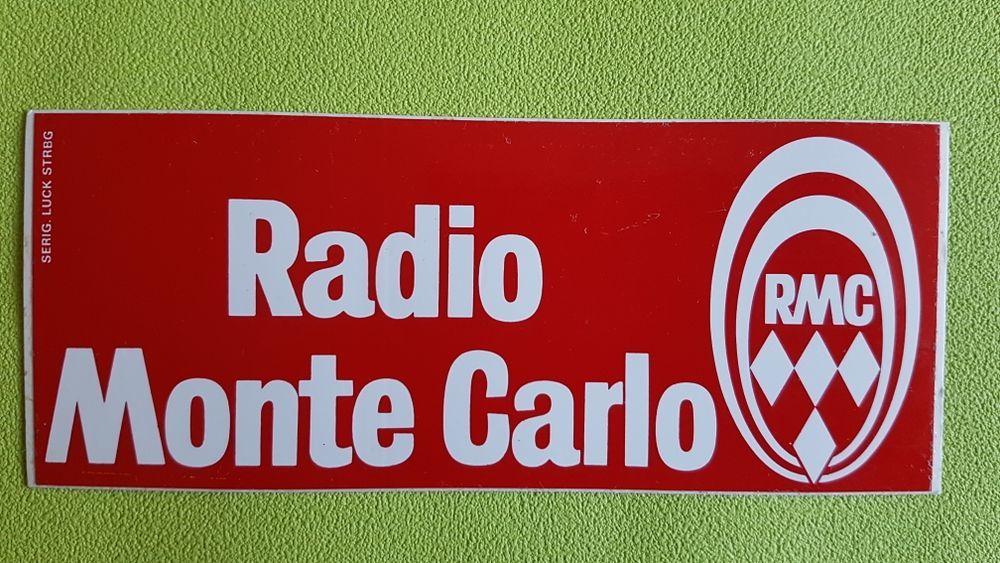 SERIG. LUCK STRBG
Radio
Monte Carlo
RMC